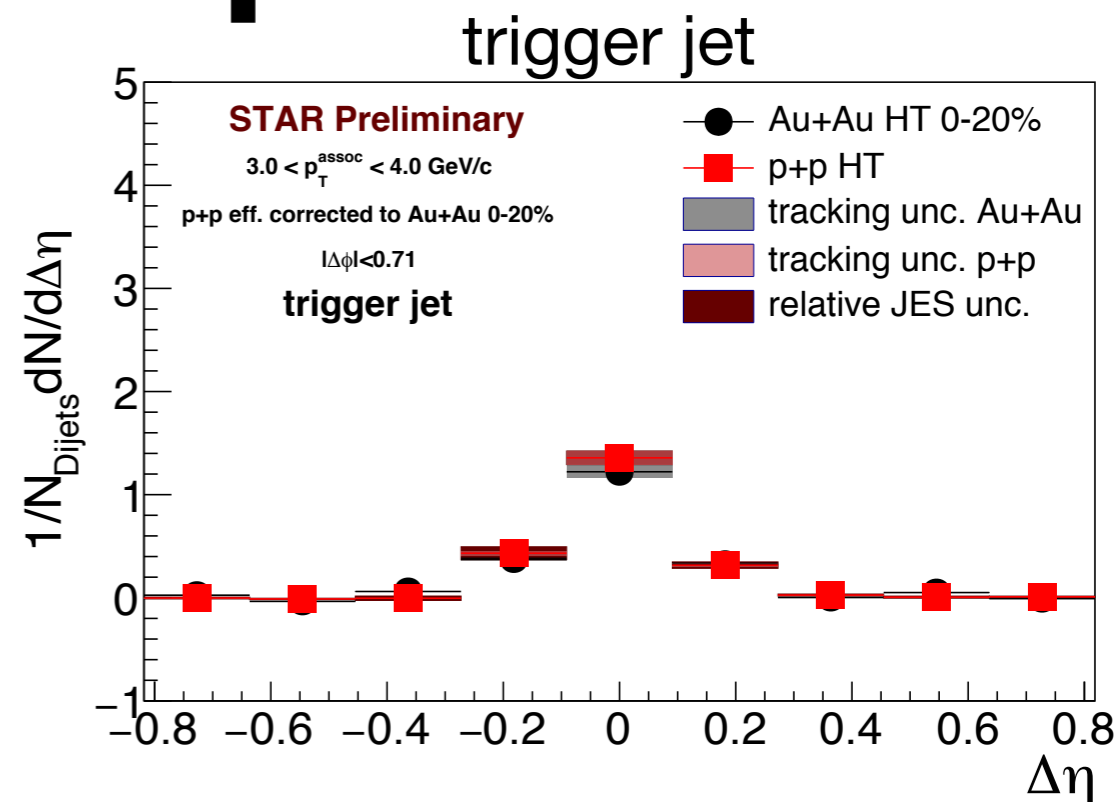 trigger jet
STAR Preliminary
3.0 < p_T^assoc < 4.0 GeV/c
p+p eff. corrected to Au+Au 0-20%
|Δϕ|<0.71
trigger jet
Au+Au HT 0-20%
p+p HT
tracking unc. Au+Au
tracking unc. p+p
relative JES unc.
1/N_Dijets dN/dΔη
5
4
3
2
1
0
−1
−0.8 −0.6 −0.4 −0.2 0 0.2 0.4 0.6 0.8
Δη